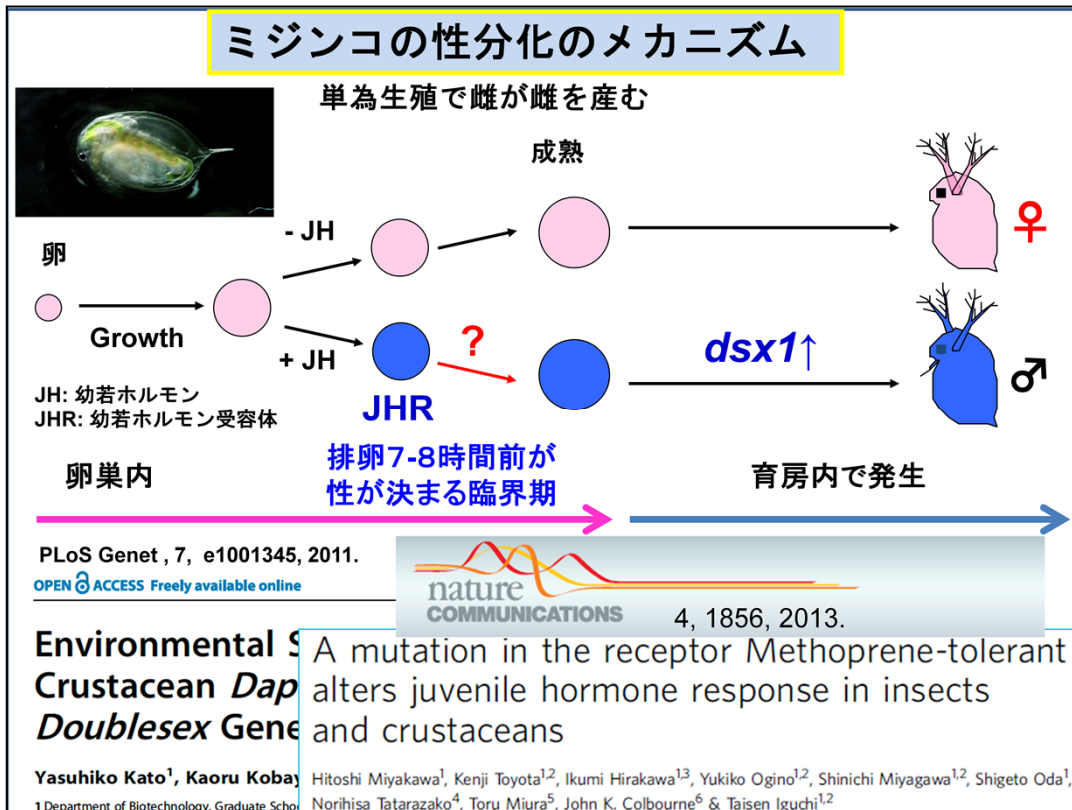 ミジンコの性分化のメカニズム
単為生殖で雌が雌を産む
成熟
- JH
卵
♀
Growth
+ JH
?
dsx1↑
♂
JH: 幼若ホルモン
JHR: 幼若ホルモン受容体
JHR
排卵7-8時間前が
性が決まる臨界期
卵巣内
育房内で発生
PLoS Genet , 7, e1001345, 2011.
OPEN ACCESS Freely available online
nature
COMMUNICATIONS
4, 1856, 2013.
Environmental S
Crustacean Dap
Doublesex Gene
Yasuhiko Kato1, Kaoru Kobay
1 Department of Biotechnology, Graduate Schoo
A mutation in the receptor Methoprene-tolerant
alters juvenile hormone response in insects
and crustaceans
Hitoshi Miyakawa1, Kenji Toyota1,2, Ikumi Hirakawa1,3, Yukiko Ogino1,2, Shinichi Miyagawa1,2, Shigeto Oda1,
Norihisa Tatarazako4, Toru Miura5, John K. Colbourne6 & Taisen Iguchi1,2